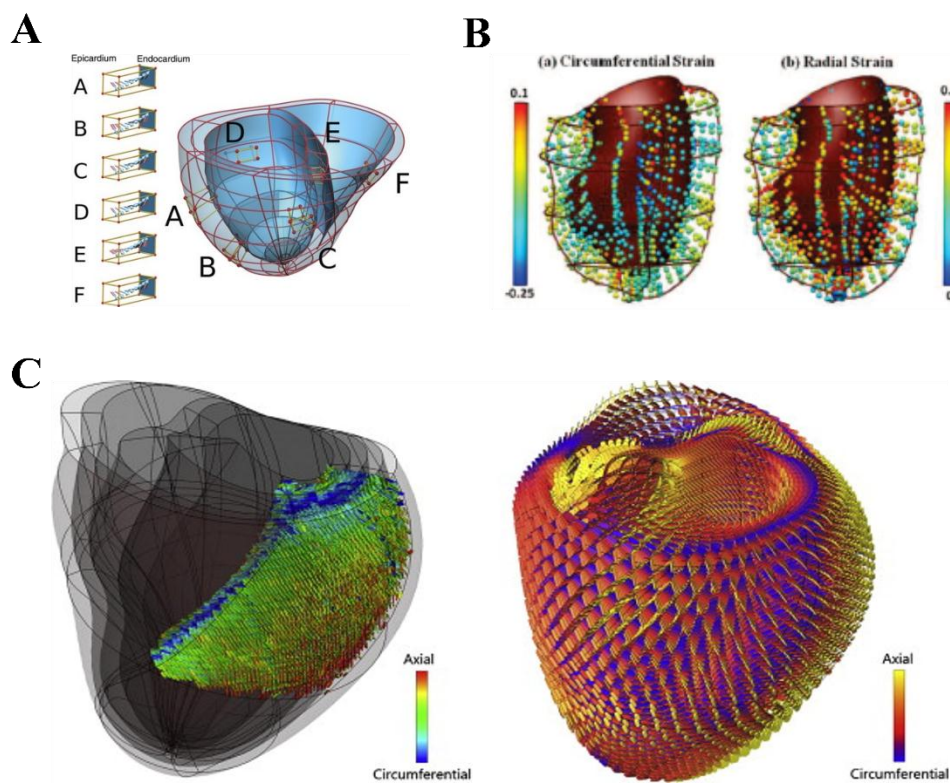 A
Epicardium Endocardium
A
B
C
D
E
F
D
E
A
F
B
C
B
(a) Circumferential Strain
(b) Radial Strain
0.1
-0.25
C
Axial
Circumferential
Axial
Circumferential